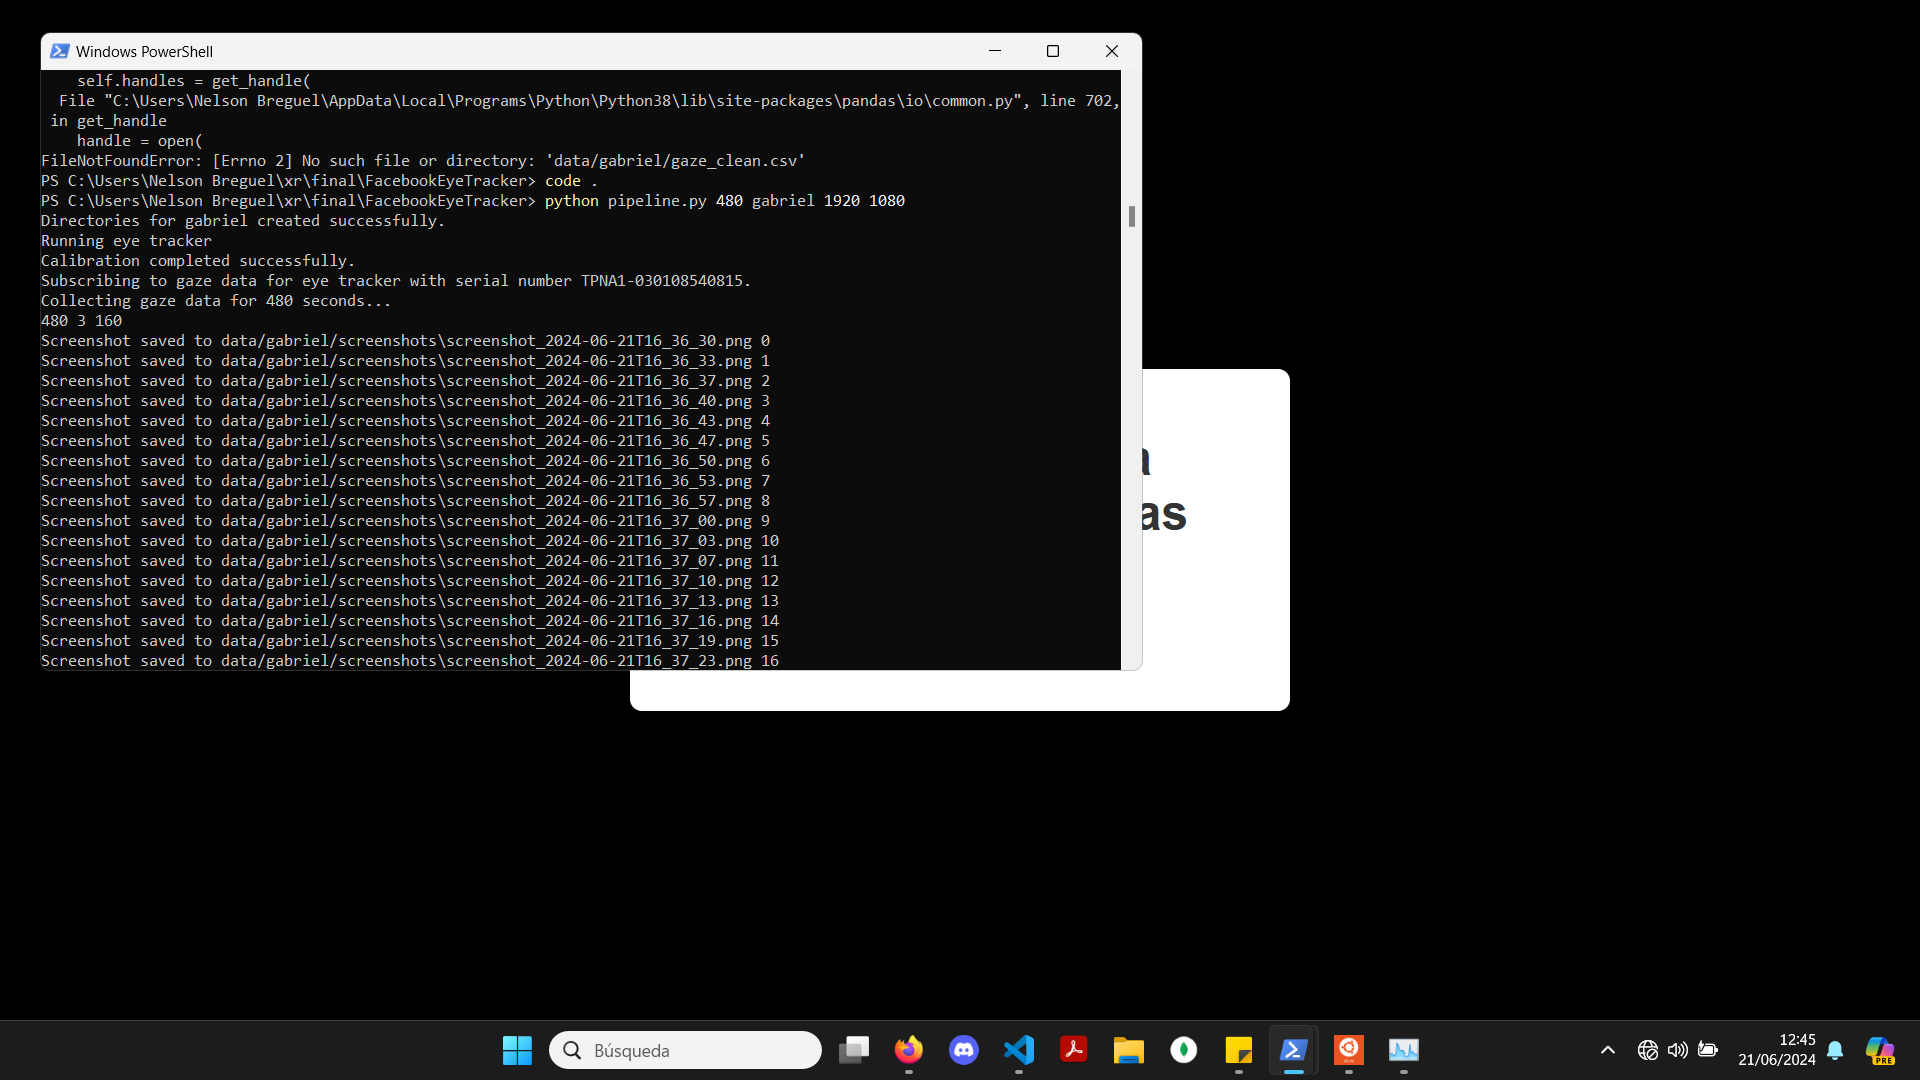 Windows PowerShell
self.handles = get_handle(
File "C:\Users\Nelson Breguel\AppData\Local\Programs\Python\Python38\lib\site-packages\pandas\io\common.py", line 702,
in get_handle
handle = open(
FileNotFoundError: [Errno 2] No such file or directory: 'data/gabriel/gaze_clean.csv'
PS C:\Users\Nelson Breguel\xr\final\FacebookEyeTracker> code .
PS C:\Users\Nelson Breguel\xr\final\FacebookEyeTracker> python pipeline.py 480 gabriel 1920 1080
Directories for gabriel created successfully.
Running eye tracker
Calibration completed successfully.
Subscribing to gaze data for eye tracker with serial number TPNA1-030108540815.
Collecting gaze data for 480 seconds...
480 3 160
Screenshot saved to data/gabriel/screenshots\screenshot_2024-06-21T16_36_30.png 0
Screenshot saved to data/gabriel/screenshots\screenshot_2024-06-21T16_36_33.png 1
Screenshot saved to data/gabriel/screenshots\screenshot_2024-06-21T16_36_37.png 2
Screenshot saved to data/gabriel/screenshots\screenshot_2024-06-21T16_36_40.png 3
Screenshot saved to data/gabriel/screenshots\screenshot_2024-06-21T16_36_43.png 4
Screenshot saved to data/gabriel/screenshots\screenshot_2024-06-21T16_36_47.png 5
Screenshot saved to data/gabriel/screenshots\screenshot_2024-06-21T16_36_50.png 6
Screenshot saved to data/gabriel/screenshots\screenshot_2024-06-21T16_36_53.png 7
Screenshot saved to data/gabriel/screenshots\screenshot_2024-06-21T16_36_57.png 8
Screenshot saved to data/gabriel/screenshots\screenshot_2024-06-21T16_37_00.png 9
Screenshot saved to data/gabriel/screenshots\screenshot_2024-06-21T16_37_03.png 10
Screenshot saved to data/gabriel/screenshots\screenshot_2024-06-21T16_37_07.png 11
Screenshot saved to data/gabriel/screenshots\screenshot_2024-06-21T16_37_10.png 12
Screenshot saved to data/gabriel/screenshots\screenshot_2024-06-21T16_37_13.png 13
Screenshot saved to data/gabriel/screenshots\screenshot_2024-06-21T16_37_16.png 14
Screenshot saved to data/gabriel/screenshots\screenshot_2024-06-21T16_37_19.png 15
Screenshot saved to data/gabriel/screenshots\screenshot_2024-06-21T16_37_23.png 16
as
Búsqueda
12:45
21/06/2024
PRE